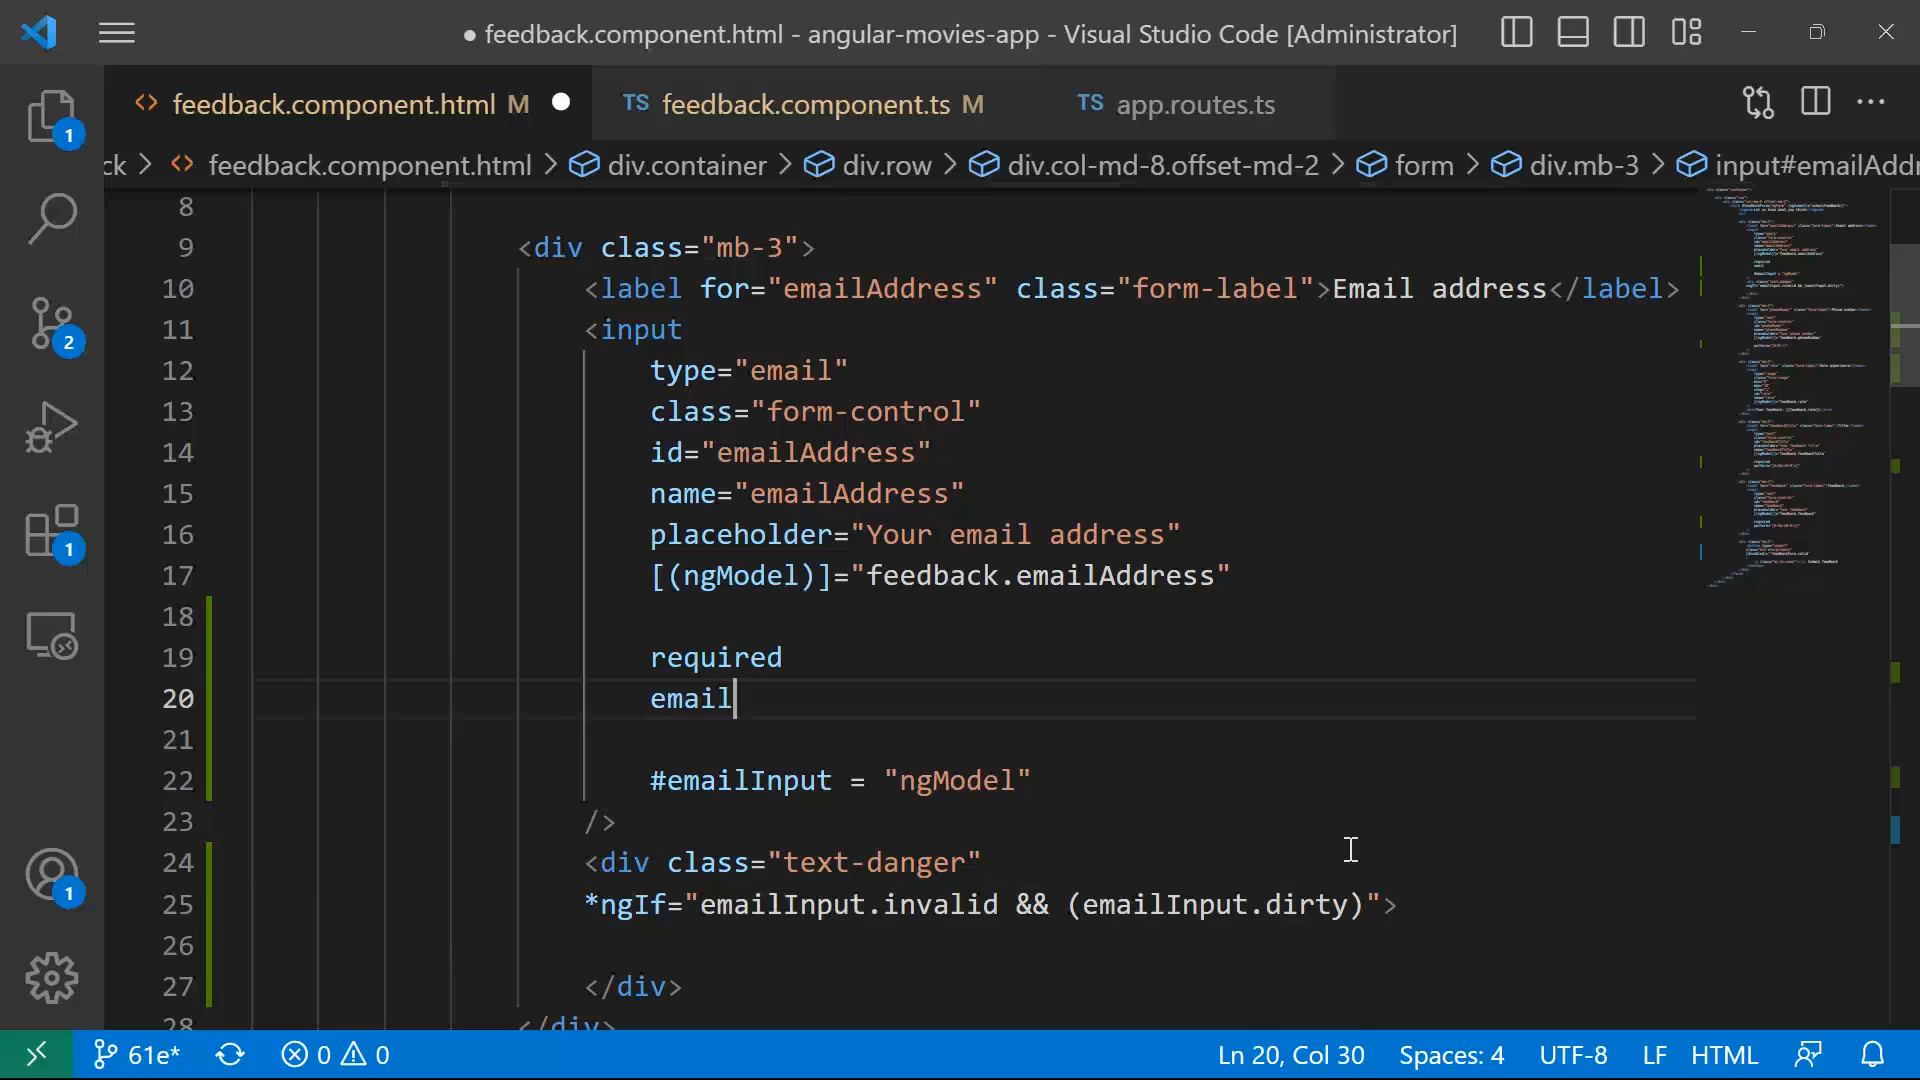 ● feedback.component.html - angular-movies-app - Visual Studio Code [Administrator]
feedback.component.html M ●
TS feedback.component.ts M
TS app.routes.ts
ck > feedback.component.html > div.container > div.row > div.col-md-8.offset-md-2 > form > div.mb-3 > input#emailAddr
8
9 <div class="mb-3">
10 <label for="emailAddress" class="form-label">Email address</label>
11 <input
12 type="email"
13 class="form-control"
14 id="emailAddress"
15 name="emailAddress"
16 placeholder="Your email address"
17 [(ngModel)]="feedback.emailAddress"
18
19 required
20 email
21
22 #emailInput = "ngModel"
23 />
24 <div class="text-danger"
25 *ngIf="emailInput.invalid && (emailInput.dirty)">
26
27 </div>
28 </div>
1
2
1
1
61e* 0 0 Ln 20, Col 30 Spaces: 4 UTF-8 LF HTML